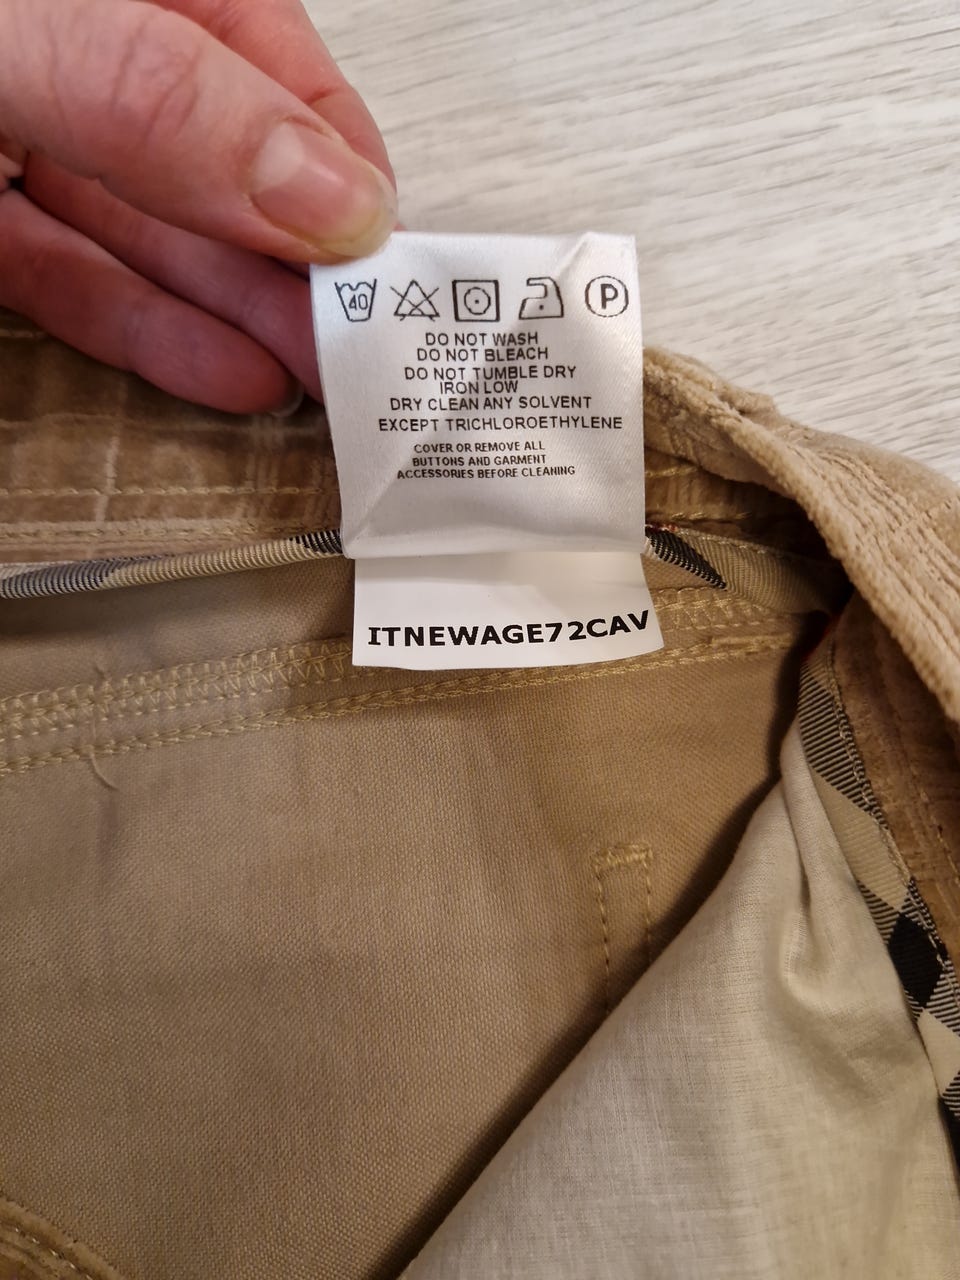 40 P
DO NOT WASH
DO NOT BLEACH
DO NOT TUMBLE DRY
IRON LOW
DRY CLEAN ANY SOLVENT
EXCEPT TRICHLOROETHYLENE
COVER OR REMOVE ALL
BUTTONS AND GARMENT
ACCESSORIES BEFORE CLEANING
ITNEWAGE72CAV